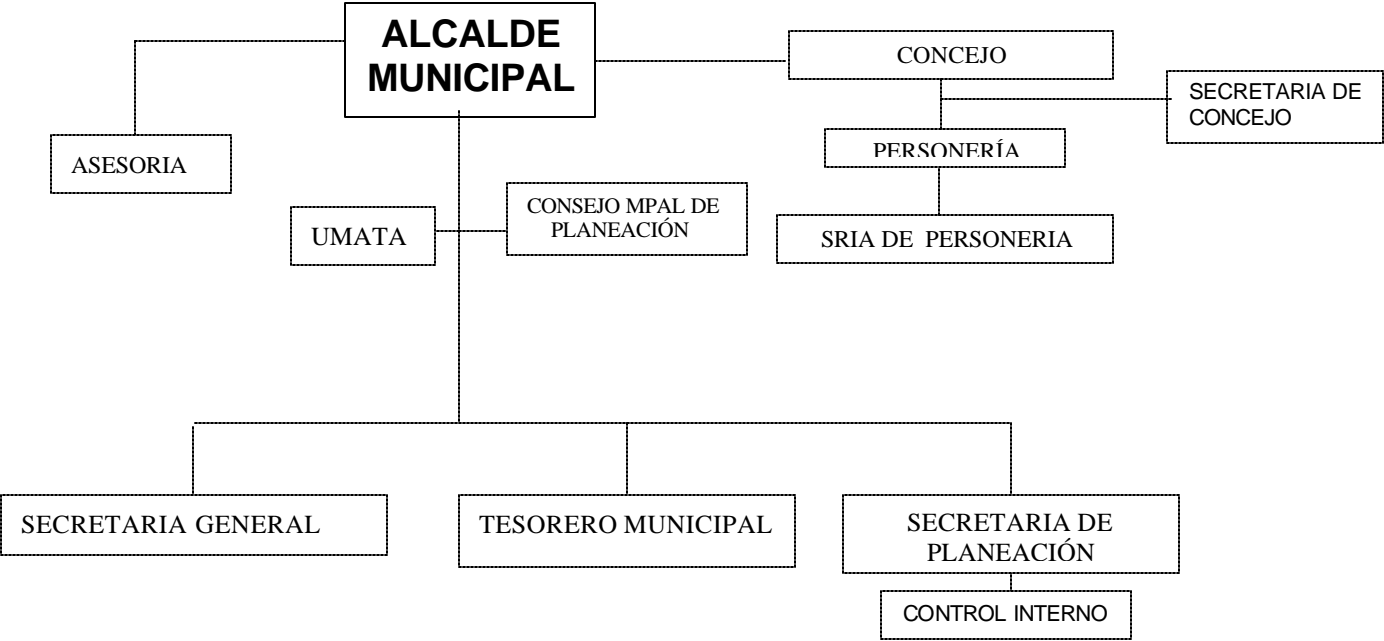 ALCALDE
MUNICIPAL
CONCEJO
SECRETARIA DE
CONCEJO
ASESORIA
PERSONERÍA
UMATA
CONSEJO MPAL DE
PLANEACIÓN
SRIA DE PERSONERIA
SECRETARIA GENERAL
TESORERO MUNICIPAL
SECRETARIA DE
PLANEACIÓN
CONTROL INTERNO